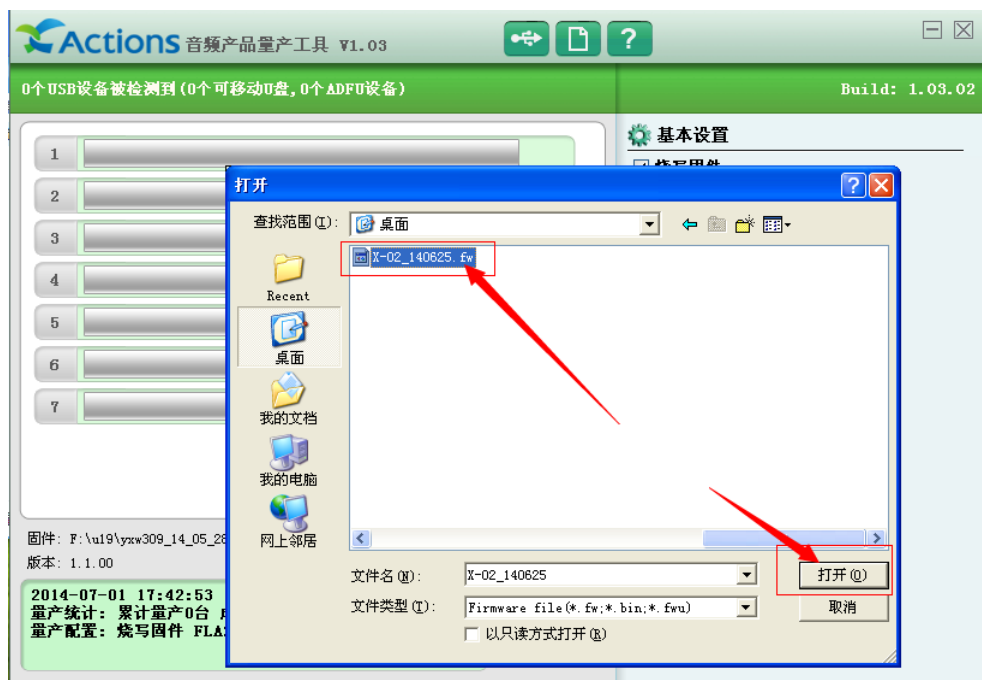 Actions 音频产品量产工具 V1.03
?
0个USB设备被检测到(0个可移动U盘,0个ADFU设备)
Build: 1.03.02
基本设置
烧写固件
1
2
3
4
5
6
7
打开
查找范围(I):
桌面
X-02_140625.fw
Recent
桌面
我的文档
我的电脑
网上邻居
文件名(N):
X-02_140625
打开(O)
文件类型(T):
Firmware file(*.fw;*.bin;*.fwu)
取消
以只读方式打开(R)
固件: F:\u19\yxw309_14_05_28
版本: 1.1.00
2014-07-01 17:42:53
量产统计: 累计量产0台
量产配置: 烧写固件 FLA